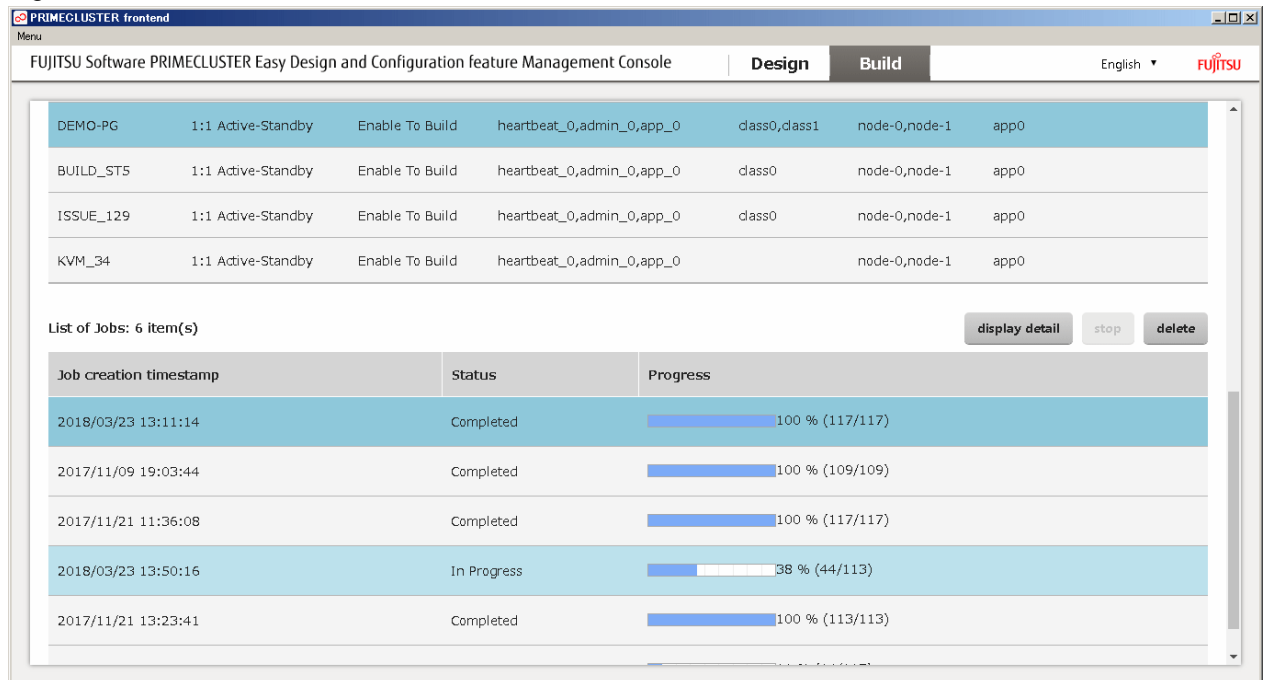 PRIMECLUSTER frontend
Menu
FUJITSU Software PRIMECLUSTER Easy Design and Configuration feature Management Console Design Build English ▼ FUJITSU
DEMO-PG 1:1 Active-Standby Enable To Build heartbeat_0,admin_0,app_0 class0,class1 node-0,node-1 app0
BUILD_ST5 1:1 Active-Standby Enable To Build heartbeat_0,admin_0,app_0 class0 node-0,node-1 app0
ISSUE_129 1:1 Active-Standby Enable To Build heartbeat_0,admin_0,app_0 class0 node-0,node-1 app0
KVM_34 1:1 Active-Standby Enable To Build heartbeat_0,admin_0,app_0 node-0,node-1 app0
List of Jobs: 6 item(s) display detail stop delete
Job creation timestamp Status Progress
2018/03/23 13:11:14 Completed 100 % (117/117)
2017/11/09 19:03:44 Completed 100 % (109/109)
2017/11/21 11:36:08 Completed 100 % (117/117)
2018/03/23 13:50:16 In Progress 38 % (44/113)
2017/11/21 13:23:41 Completed 100 % (113/113)